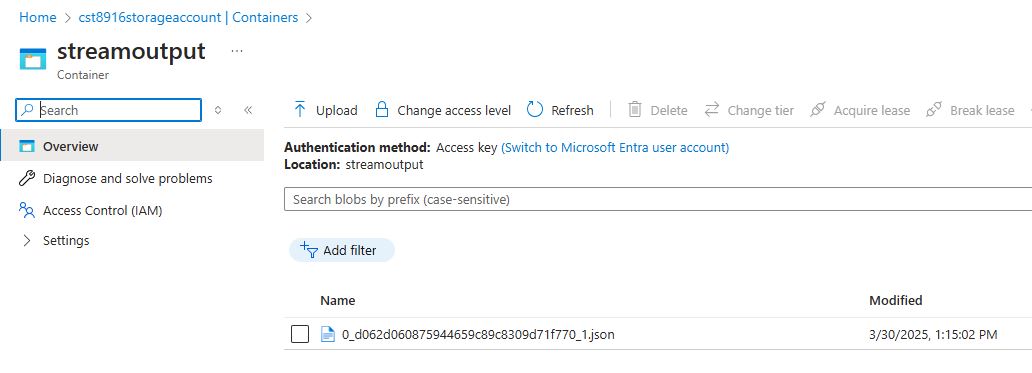 Home > cst8916storageaccount | Containers >
streamoutput ...
Container
Search
Overview
Diagnose and solve problems
Access Control (IAM)
Settings
Upload Change access level Refresh Delete Change tier Acquire lease Break lease
Authentication method: Access key (Switch to Microsoft Entra user account)
Location: streamoutput
Search blobs by prefix (case-sensitive)
Add filter
Name Modified
0_d062d060875944659c89c8309d71f770_1.json 3/30/2025, 1:15:02 PM